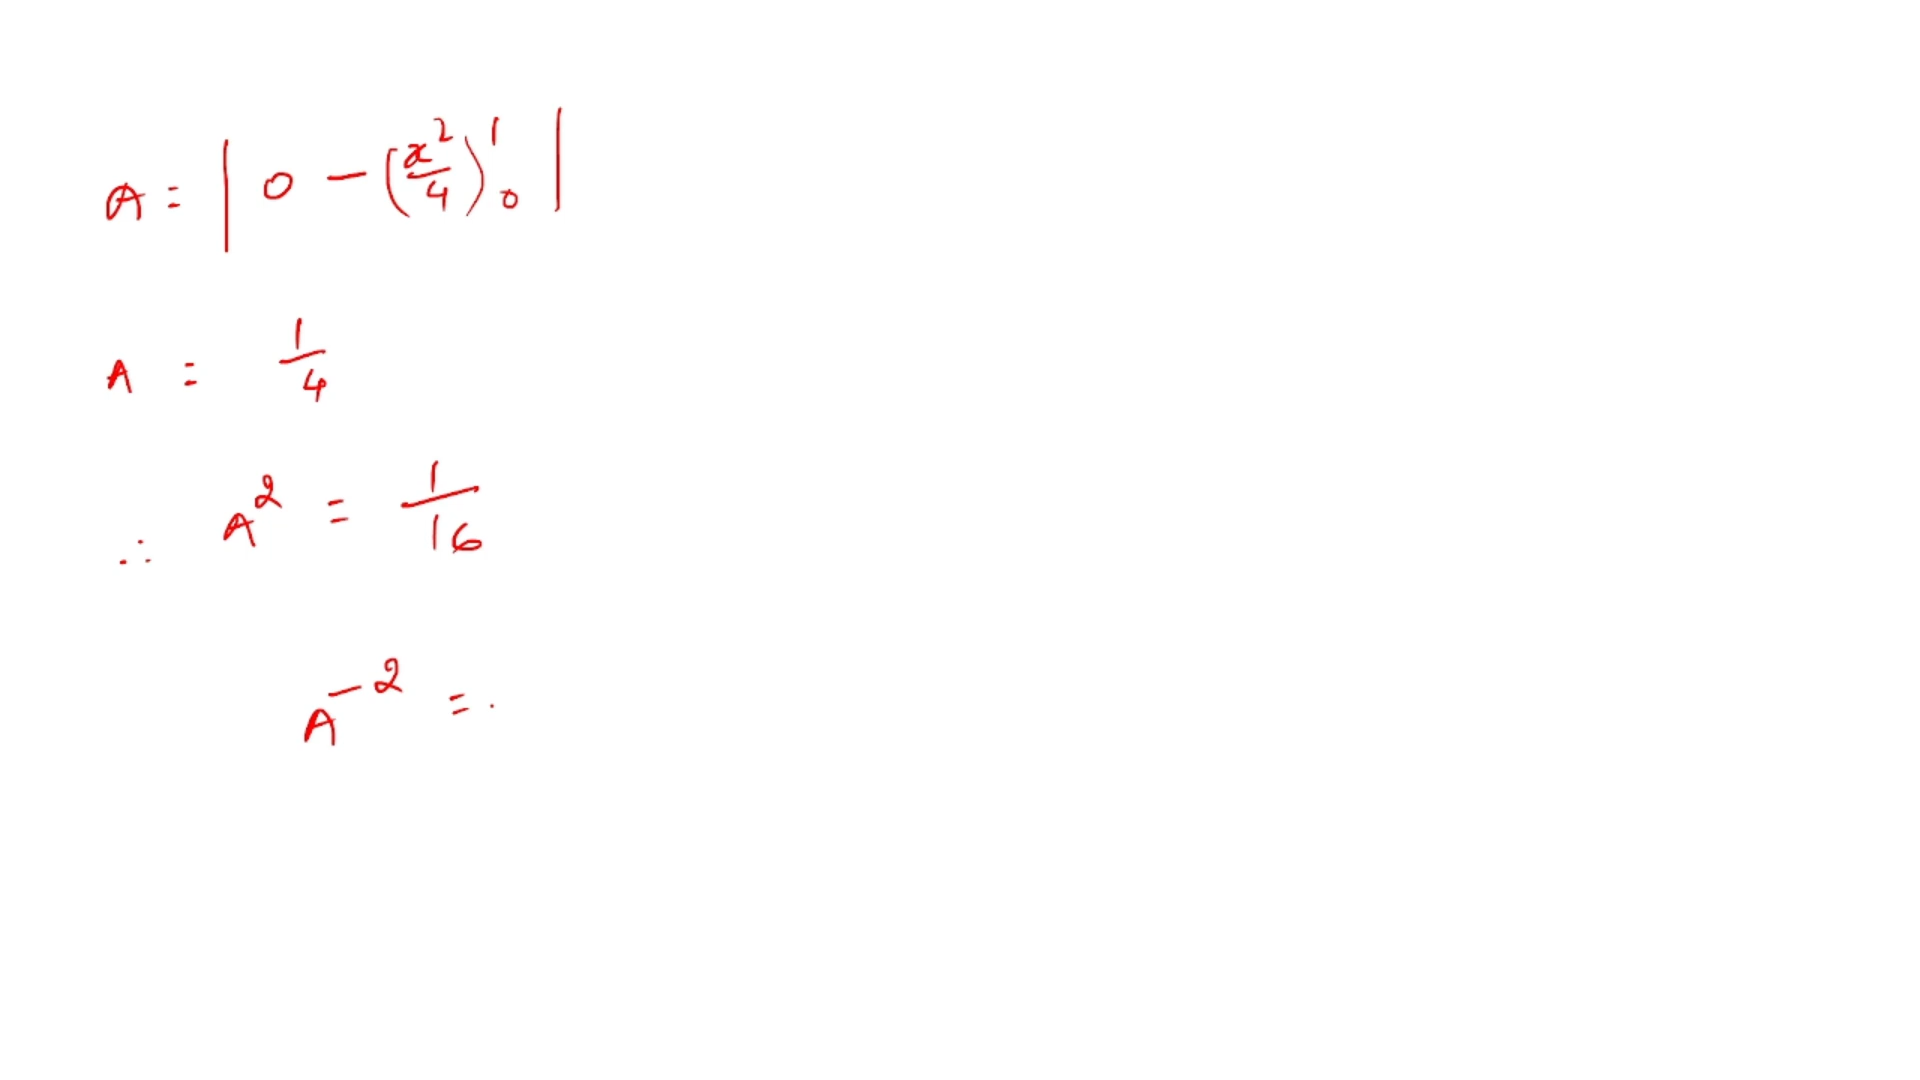 A = | 0 - (x²/4)¹₀ |
A = 1/4
∴ A² = 1/16
A⁻² =